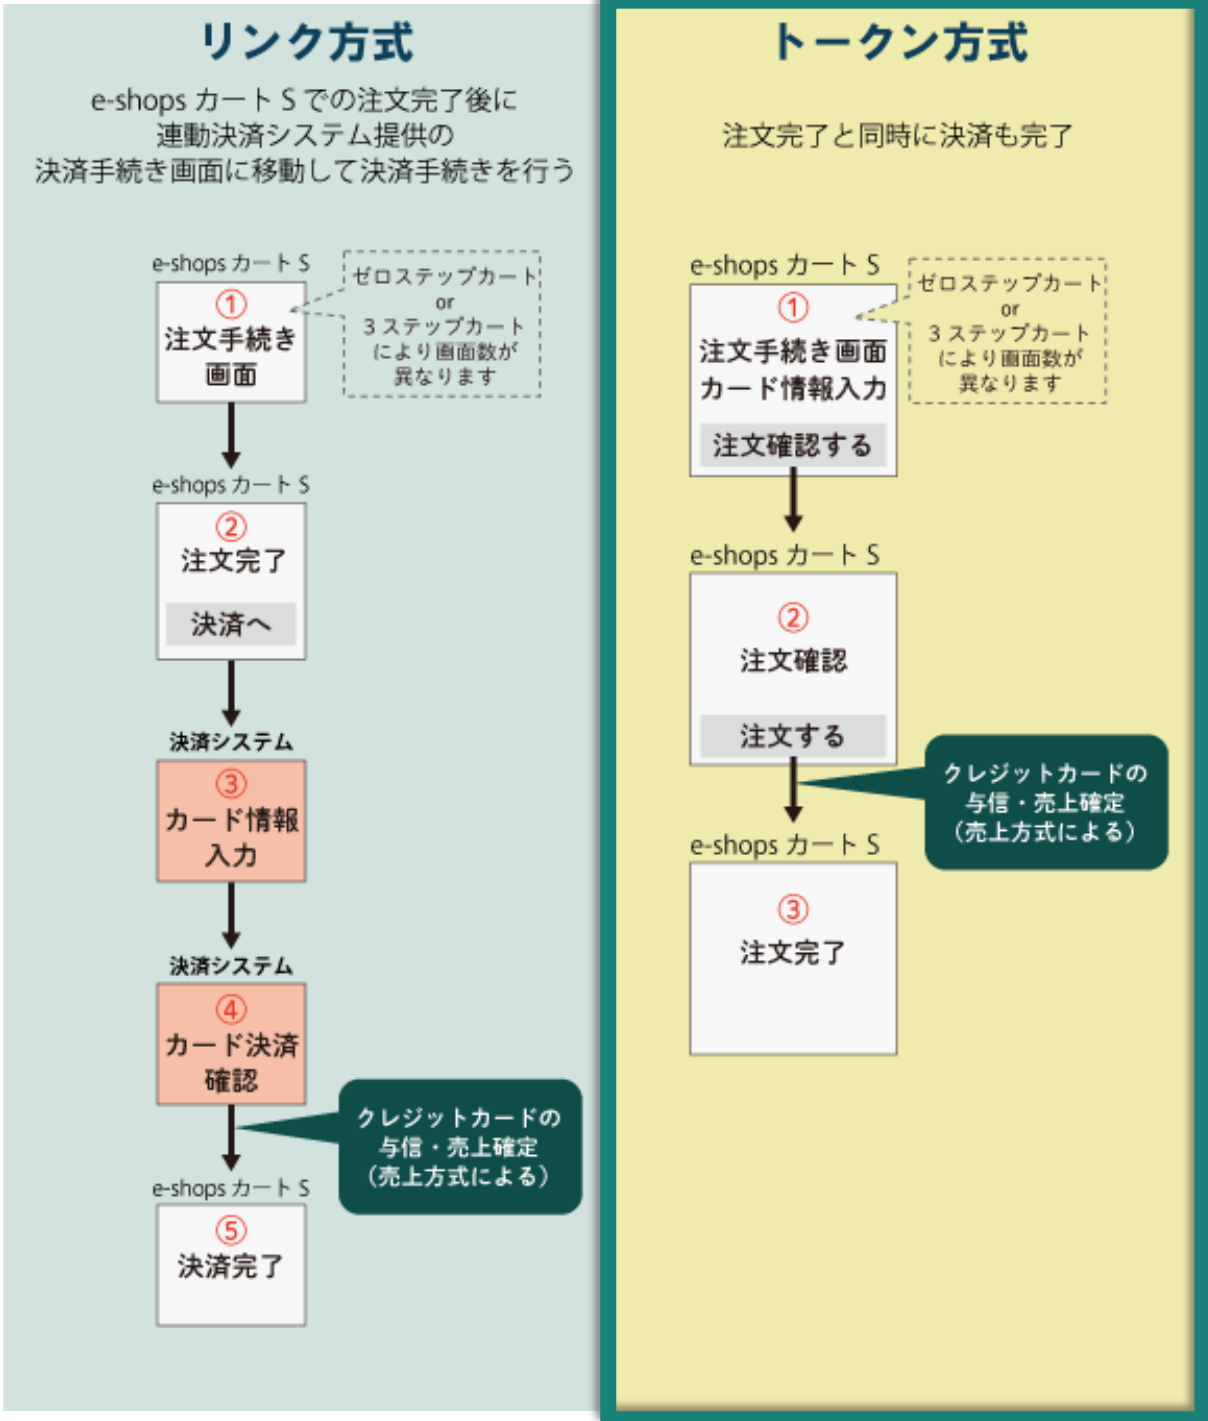 リンク方式
e-shops カート S での注文完了後に
連動決済システム提供の
決済手続き画面に移動して決済手続きを行う
e-shops カート S
①
注文手続き
画面
ゼロステップカート
or
3 ステップカート
により画面数が
異なります
e-shops カート S
②
注文完了
決済へ
決済システム
③
カード情報
入力
決済システム
④
カード決済
確認
クレジットカードの
与信・売上確定
（売上方式による）
e-shops カート S
⑤
決済完了
トークン方式
注文完了と同時に決済も完了
e-shops カート S
①
注文手続き画面
カード情報入力
注文確認する
ゼロステップカート
or
3 ステップカート
により画面数が
異なります
e-shops カート S
②
注文確認
注文する
クレジットカードの
与信・売上確定
（売上方式による）
e-shops カート S
③
注文完了